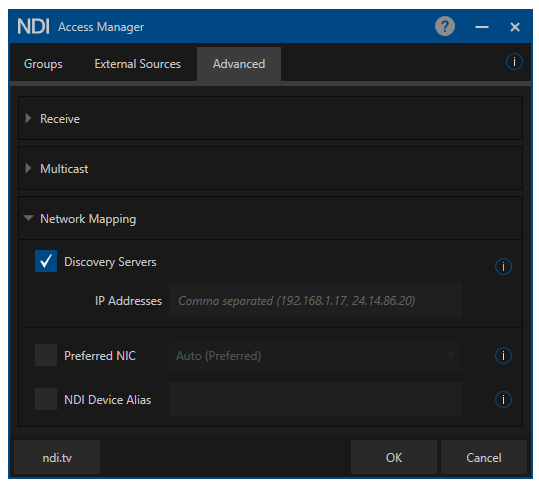 NDI Access Manager ?
Groups External Sources Advanced i
Receive
Multicast
Network Mapping
Discovery Servers i
IP Addresses Comma separated (192.168.1.17, 24.14.86.20)
Preferred NIC Auto (Preferred) i
NDI Device Alias i
ndi.tv OK Cancel